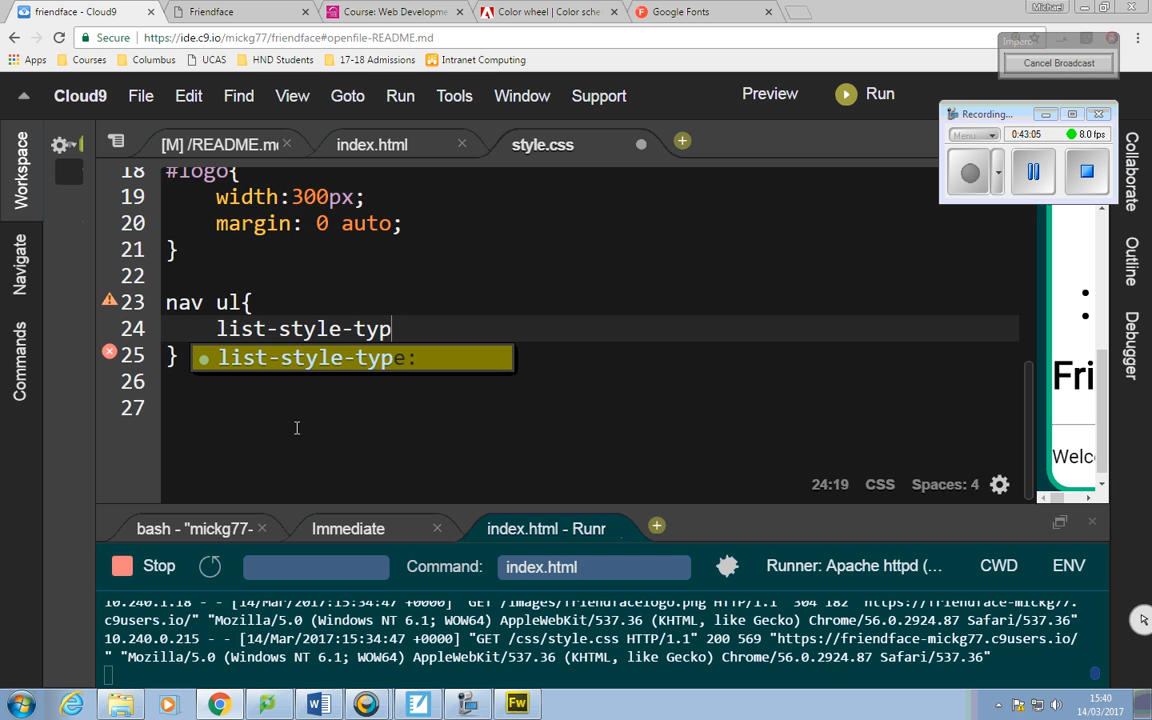 friendface - Cloud9
Friendface
Course: Web Developme
Color wheel | Color sche
Google Fonts
Michael
Secure
https://ide.c9.io/mickg77/friendface#openfile-README.md
Impero
Apps
Courses
Columbus
UCAS
HND Students
17-18 Admissions
Intranet Computing
Cancel Broadcast
Cloud9 File Edit Find View Goto Run Tools Window Support
Preview
Run
Recording...
Menu
0:43:05
8.0 fps
[M] /README.m
index.html
style.css
Workspace
Navigate
Commands
Collaborate
Outline
Debugger
18 #logo{
19 width:300px;
20 margin: 0 auto;
21 }
22
23 nav ul{
24 list-style-typ
25 }
list-style-type:
26
27
Fri
Welc
24:19 CSS Spaces: 4
bash - "mickg77-
Immediate
index.html - Runr
Stop
Command:
index.html
Runner: Apache httpd (...
CWD
ENV
10.240.1.18 - - [14/Mar/2017:15:34:47 +0000] "GET /images/friendfacelogo.png HTTP/1.1" 304 182 "https://friendface-mickg77.
c9users.io/" "Mozilla/5.0 (Windows NT 6.1; WOW64) AppleWebKit/537.36 (KHTML, like Gecko) Chrome/56.0.2924.87 Safari/537.36"
10.240.0.215 - - [14/Mar/2017:15:34:47 +0000] "GET /css/style.css HTTP/1.1" 200 569 "https://friendface-mickg77.c9users.io/
" "Mozilla/5.0 (Windows NT 6.1; WOW64) AppleWebKit/537.36 (KHTML, like Gecko) Chrome/56.0.2924.87 Safari/537.36"
15:40
14/03/2017